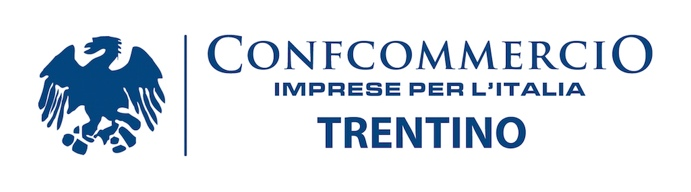 CONFCOMMERCIO
IMPRESE PER L'ITALIA
TRENTINO